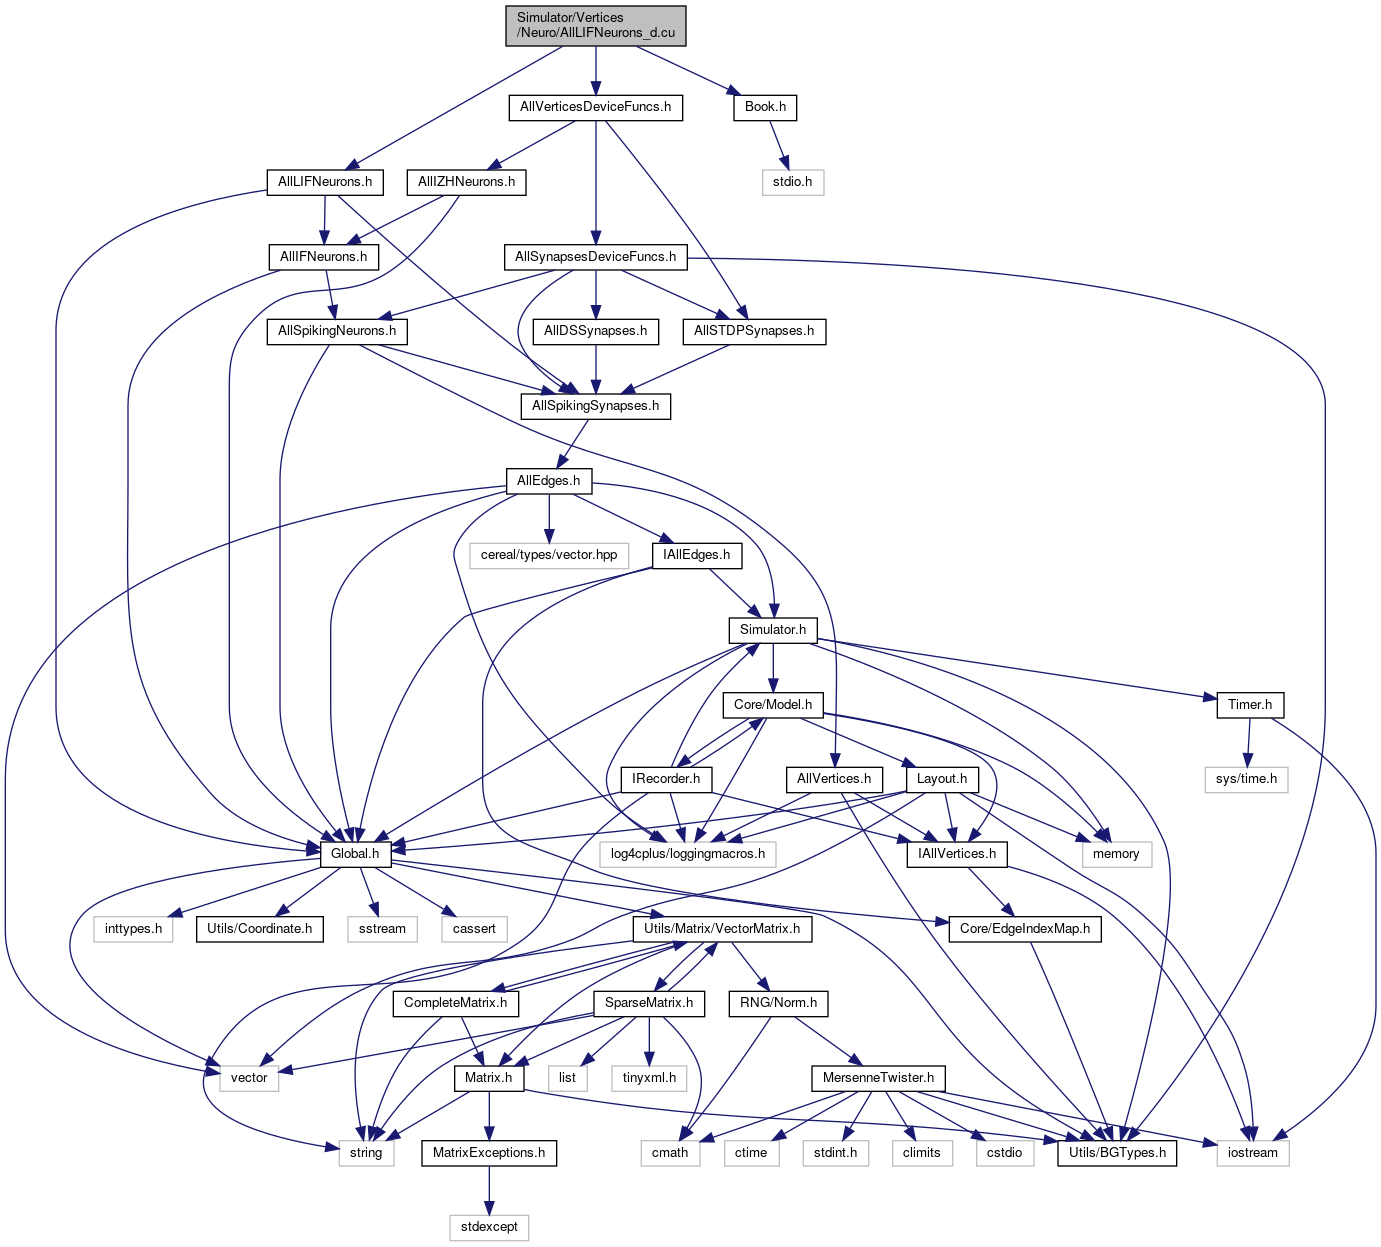 Simulator/Vertices
/Neuro/AllLIFNeurons_d.cu
AllVerticesDeviceFuncs.h
Book.h
AllLIFNeurons.h
AllIZHNeurons.h
stdio.h
AllIFNeurons.h
AllSynapsesDeviceFuncs.h
AllSpikingNeurons.h
AllDSSynapses.h
AllSTDPSynapses.h
AllSpikingSynapses.h
AllEdges.h
cereal/types/vector.hpp
IAllEdges.h
Simulator.h
Core/Model.h
Timer.h
IRecorder.h
AllVertices.h
Layout.h
sys/time.h
Global.h
log4cplus/loggingmacros.h
IAllVertices.h
memory
inttypes.h
Utils/Coordinate.h
sstream
cassert
Utils/Matrix/VectorMatrix.h
Core/EdgeIndexMap.h
CompleteMatrix.h
SparseMatrix.h
RNG/Norm.h
vector
Matrix.h
list
tinyxml.h
MersenneTwister.h
string
MatrixExceptions.h
cmath
ctime
stdint.h
climits
cstdio
Utils/BGTypes.h
iostream
stdexcept